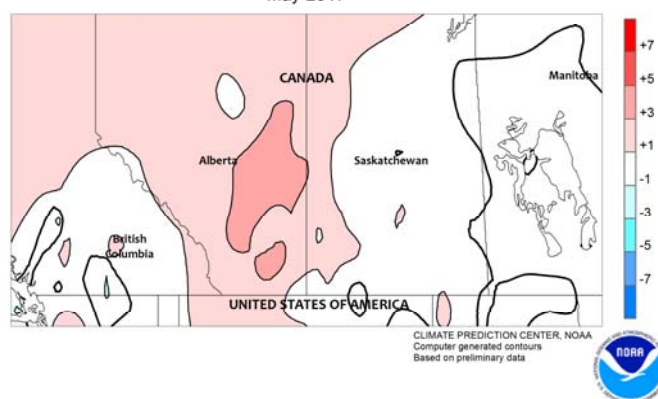 CANADA
Manitoba
Alberta
Saskatchewan
British
Columbia
UNITED STATES OF AMERICA
+7
+5
+3
+1
-1
-3
-5
-7
CLIMATE PREDICTION CENTER, NOAA
Computer generated contours
Based on preliminary data
NOAA